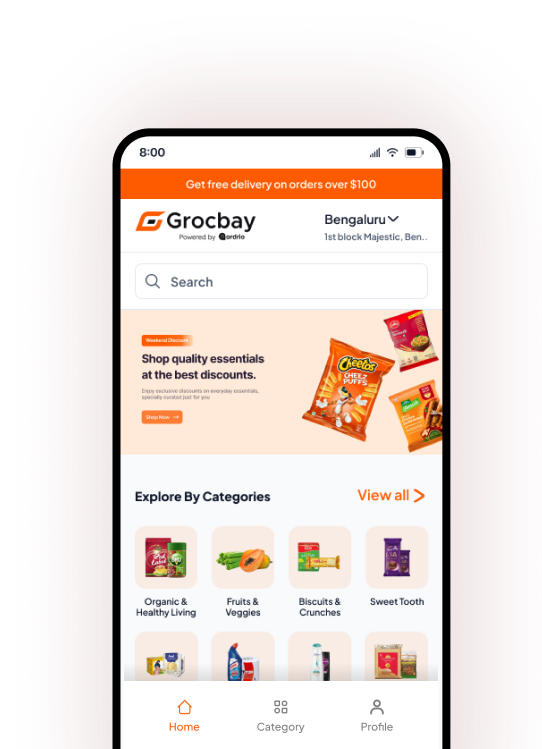 8:00
Get free delivery on orders over $100
Grocbay
Powered by
Bengaluru
1st block Majestic, Ben..
Search
Weekend Discount
Shop quality essentials
at the best discounts.
Enjoy exclusive discounts on everyday essentials,
specially curated just for you
Shop Now →
Cheetos
CHEEZ
PUFFS
Explore By Categories
View all
Organic &
Healthy Living
Fruits &
Veggies
Biscuits &
Crunches
Sweet Tooth
Home
Category
Profile